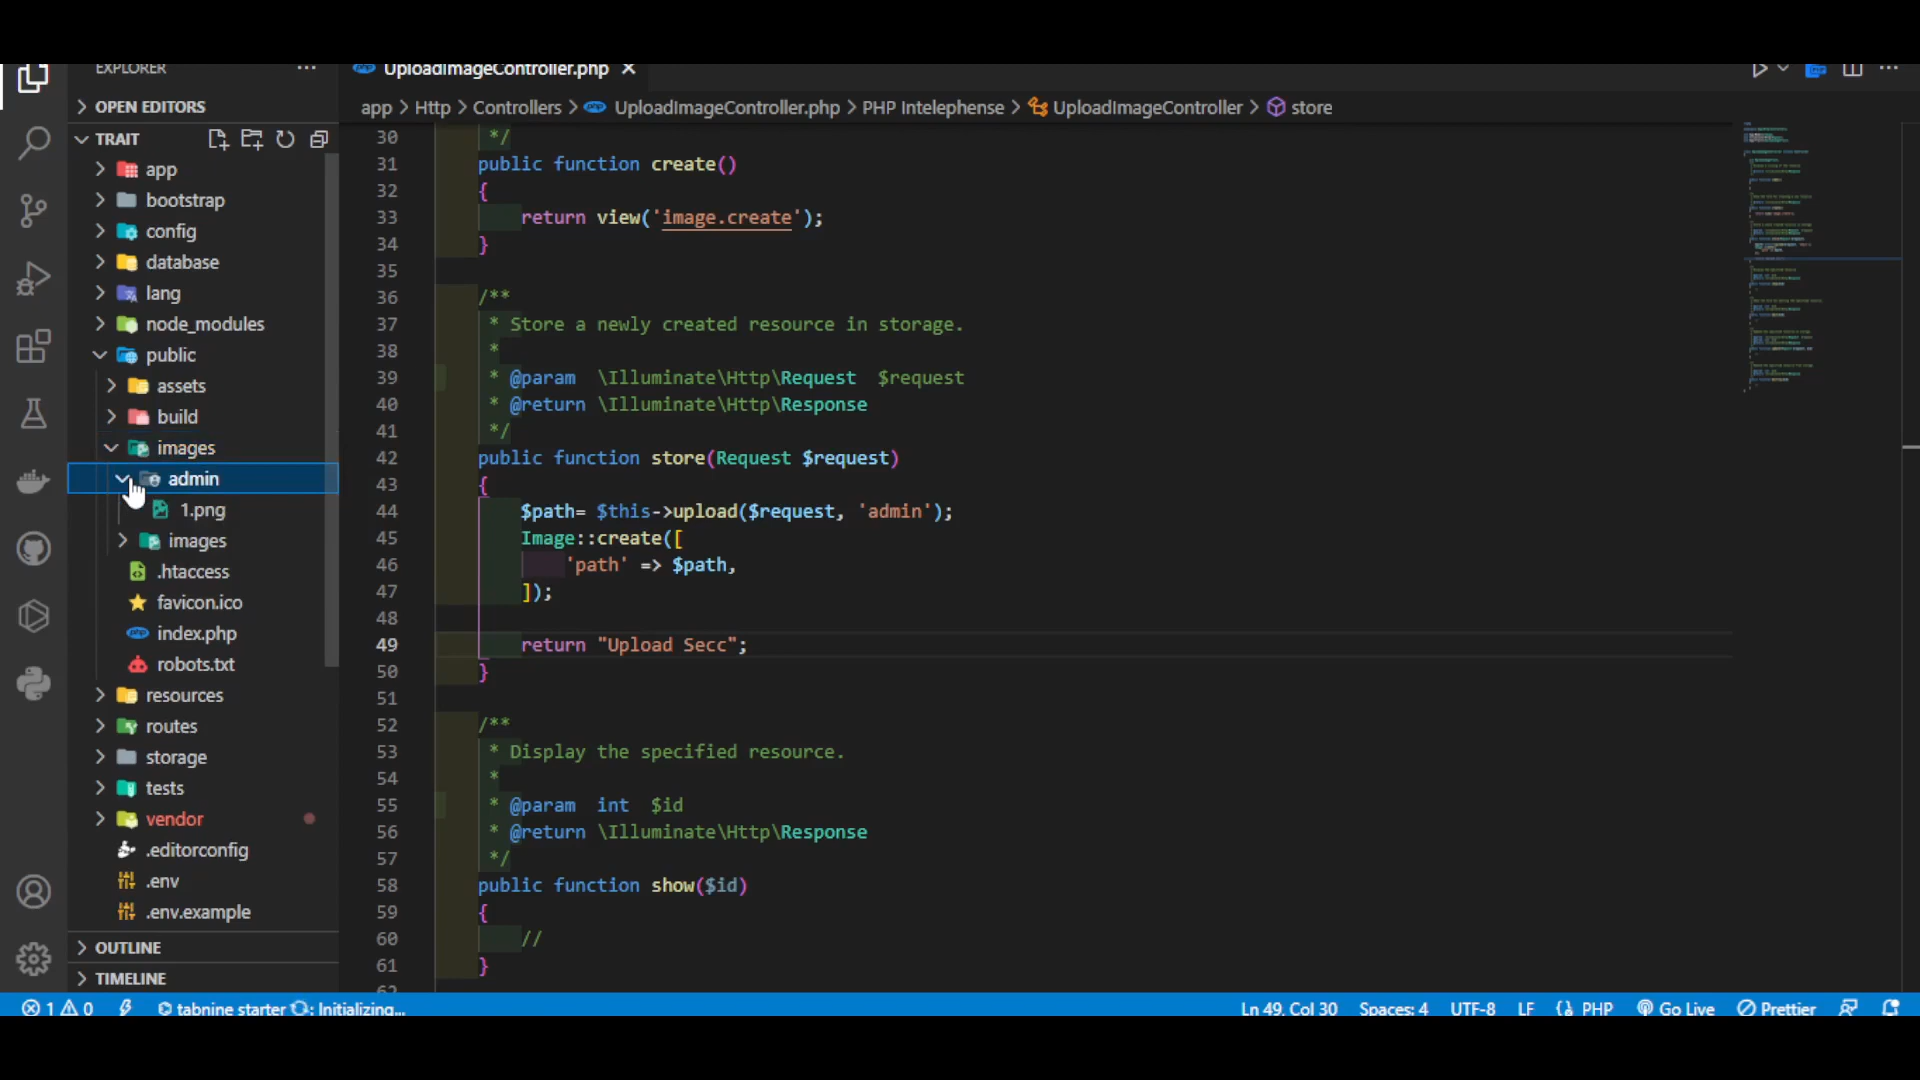 EXPLORER
OPEN EDITORS
TRAIT
app
bootstrap
config
database
lang
node_modules
public
assets
build
images
admin
1.png
images
.htaccess
favicon.ico
index.php
robots.txt
resources
routes
storage
tests
vendor
.editorconfig
.env
.env.example
OUTLINE
TIMELINE
UploadImageController.php
app > Http > Controllers > UploadImageController.php > PHP Intelephense > UploadImageController > store
30 */
31 public function create()
32 {
33 return view('image.create');
34 }
35
36 /**
37 * Store a newly created resource in storage.
38 *
39 * @param \Illuminate\Http\Request $request
40 * @return \Illuminate\Http\Response
41 */
42 public function store(Request $request)
43 {
44 $path= $this->upload($request, 'admin');
45 Image::create([
46 'path' => $path,
47 ]);
48
49 return "Upload Secc";
50 }
51
52 /**
53 * Display the specified resource.
54 *
55 * @param int $id
56 * @return \Illuminate\Http\Response
57 */
58 public function show($id)
59 {
60 //
61 }
62
1 0 tabnine starter : Initializing... Ln 49, Col 30 Spaces: 4 UTF-8 LF {} PHP Go Live Prettier